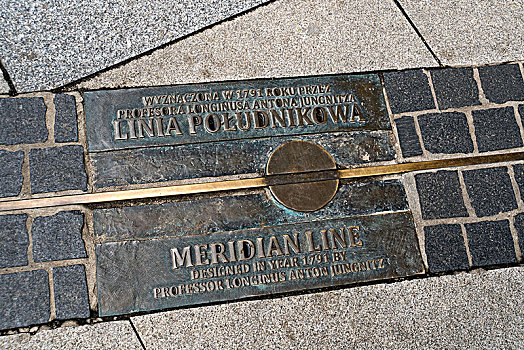 WYZNACZONA W 1791 ROKU PRZEZ
PROFESORA LONGINUSA ANTONA JUNGNITZA
LINIA POŁUDNIKOWA
MERIDIAN LINE
DESIGNED IN YEAR 1791 BY
PROFESSOR LONGINUS ANTON JUNGNITZ